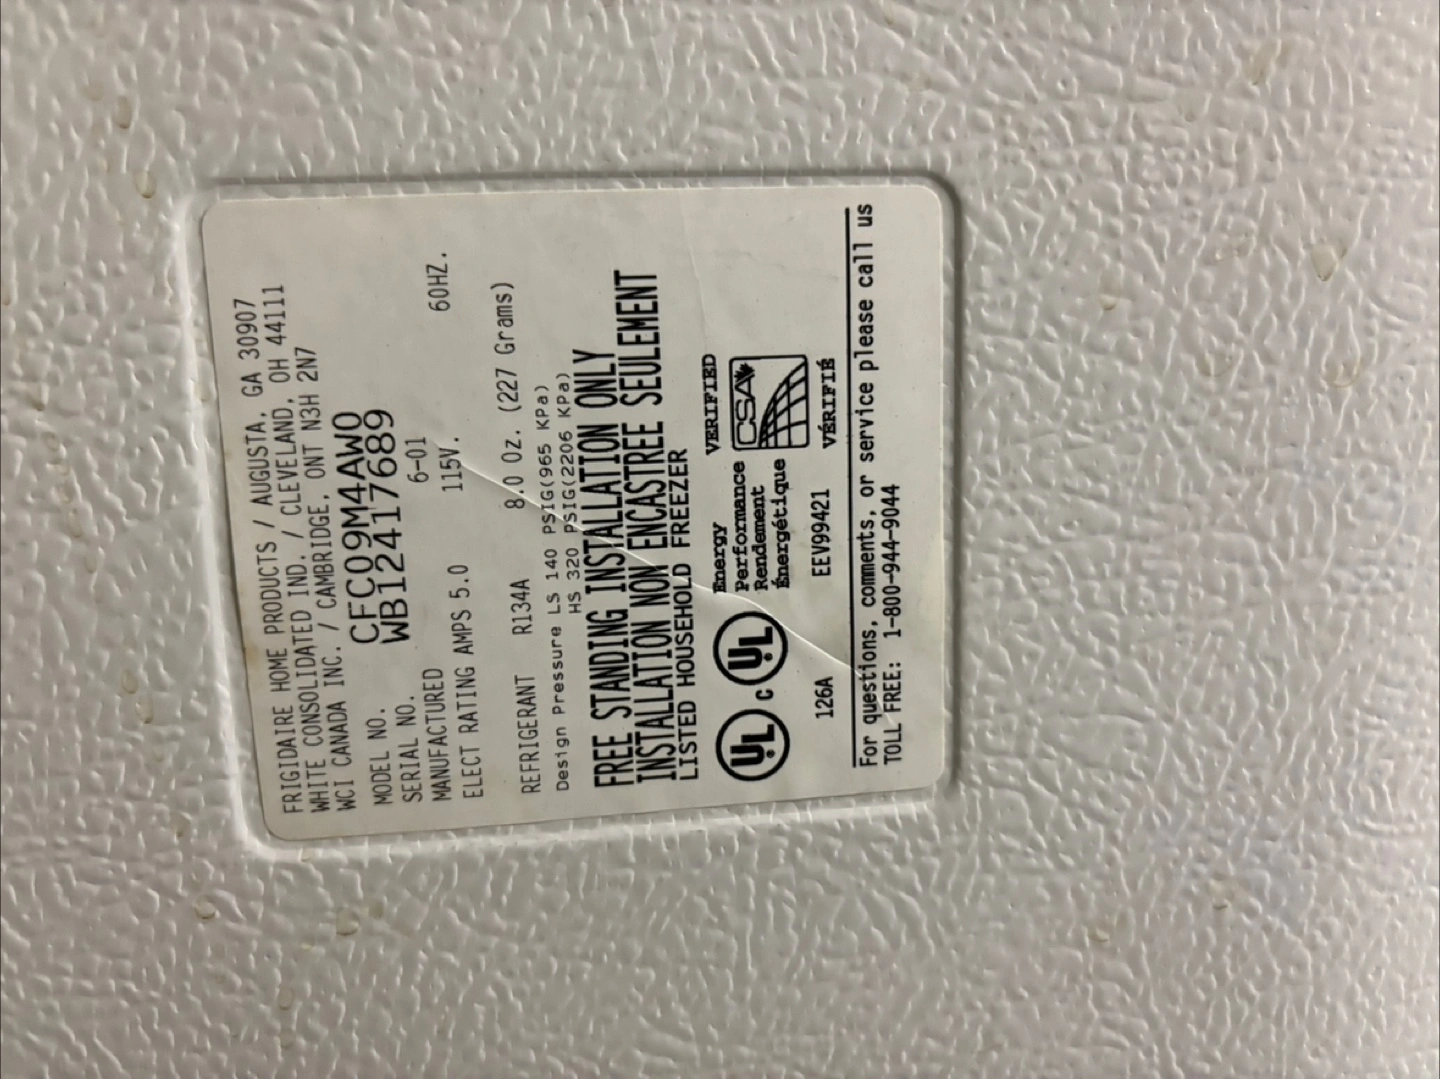 FRIGIDAIRE HOME PRODUCTS / AUGUSTA, GA 30907
WHITE CONSOLIDATED IND. / CLEVELAND, OH 44111
WCI CANADA INC. / CAMBRIDGE, ONT N3H 2N7
MODEL NO. CFC09M4AW0
SERIAL NO. WB12417689
MANUFACTURED 6-01
ELECT RATING AMPS 5.0 115V. 60HZ.
REFRIGERANT R134A 8.0 Oz. (227 Grams)
Design Pressure LS 140 PSIG(965 KPa)
HS 320 PSIG(2206 KPa)
FREE STANDING INSTALLATION ONLY
INSTALLATION NON ENCASTREE SEULEMENT
LISTED HOUSEHOLD FREEZER
UL c UL
Energy
Performance
Rendement
Énergétique
VERIFIED
CSA
VÉRIFIÉ
126A EEV99421
For questions, comments, or service please call us
TOLL FREE: 1-800-944-9044